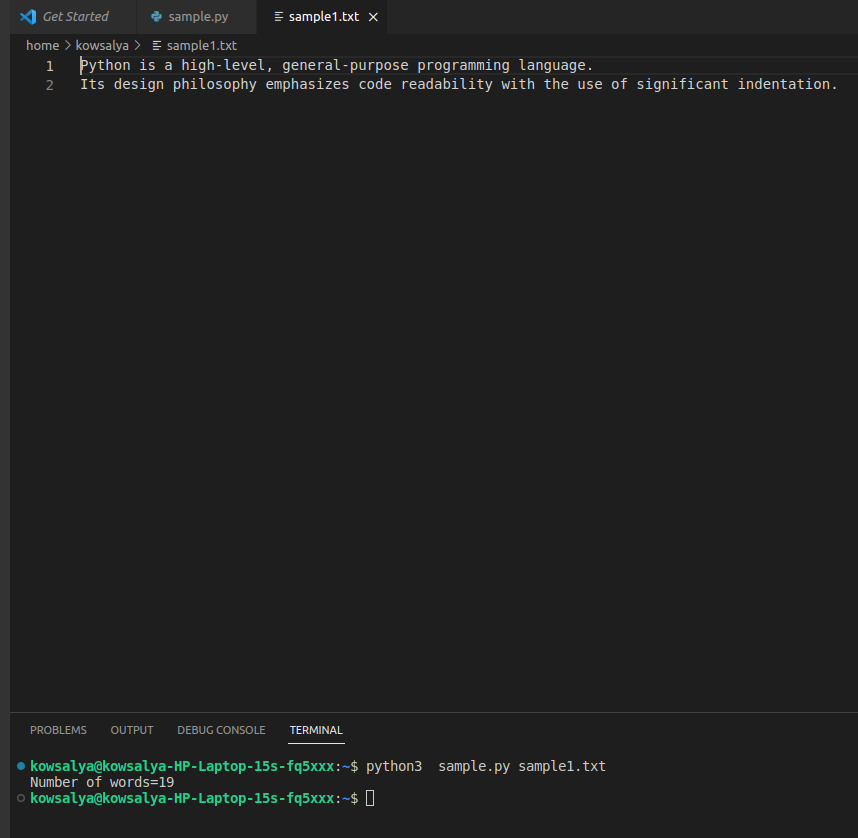 Get Started sample.py sample1.txt
home > kowsalya > sample1.txt
1 Python is a high-level, general-purpose programming language.
2 Its design philosophy emphasizes code readability with the use of significant indentation.
PROBLEMS OUTPUT DEBUG CONSOLE TERMINAL
kowsalya@kowsalya-HP-Laptop-15s-fq5xxx:~$ python3  sample.py sample1.txt
Number of words=19
kowsalya@kowsalya-HP-Laptop-15s-fq5xxx:~$